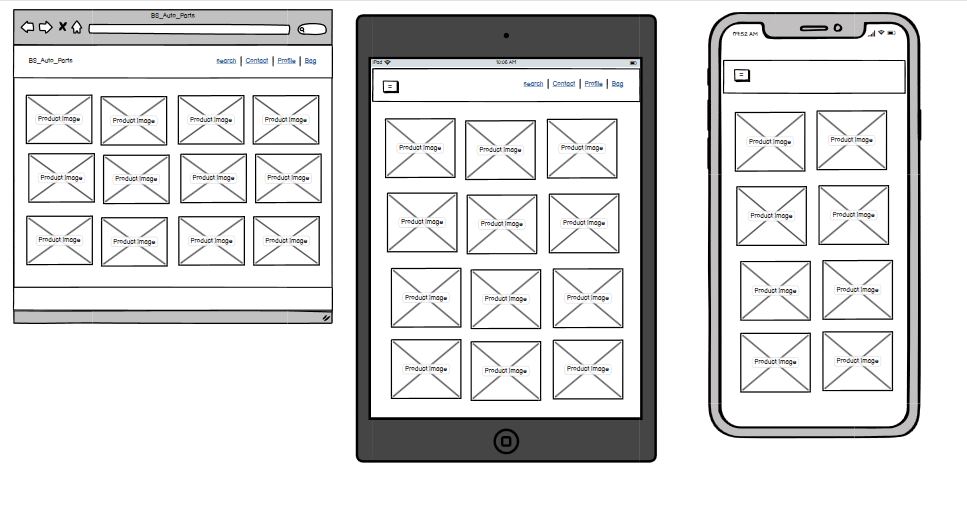 BS_Auto_Parts
BS_Auto_Parts Search Contact Profile Bag
Product Image Product Image Product Image Product Image
Product Image Product Image Product Image Product Image
Product Image Product Image Product Image Product Image
iPad 10:06 AM
Search Contact Profile Bag
Product Image Product Image Product Image
Product Image Product Image Product Image
Product Image Product Image Product Image
Product Image Product Image Product Image
09:52 AM
Product Image Product Image
Product Image Product Image
Product Image Product Image
Product Image Product Image